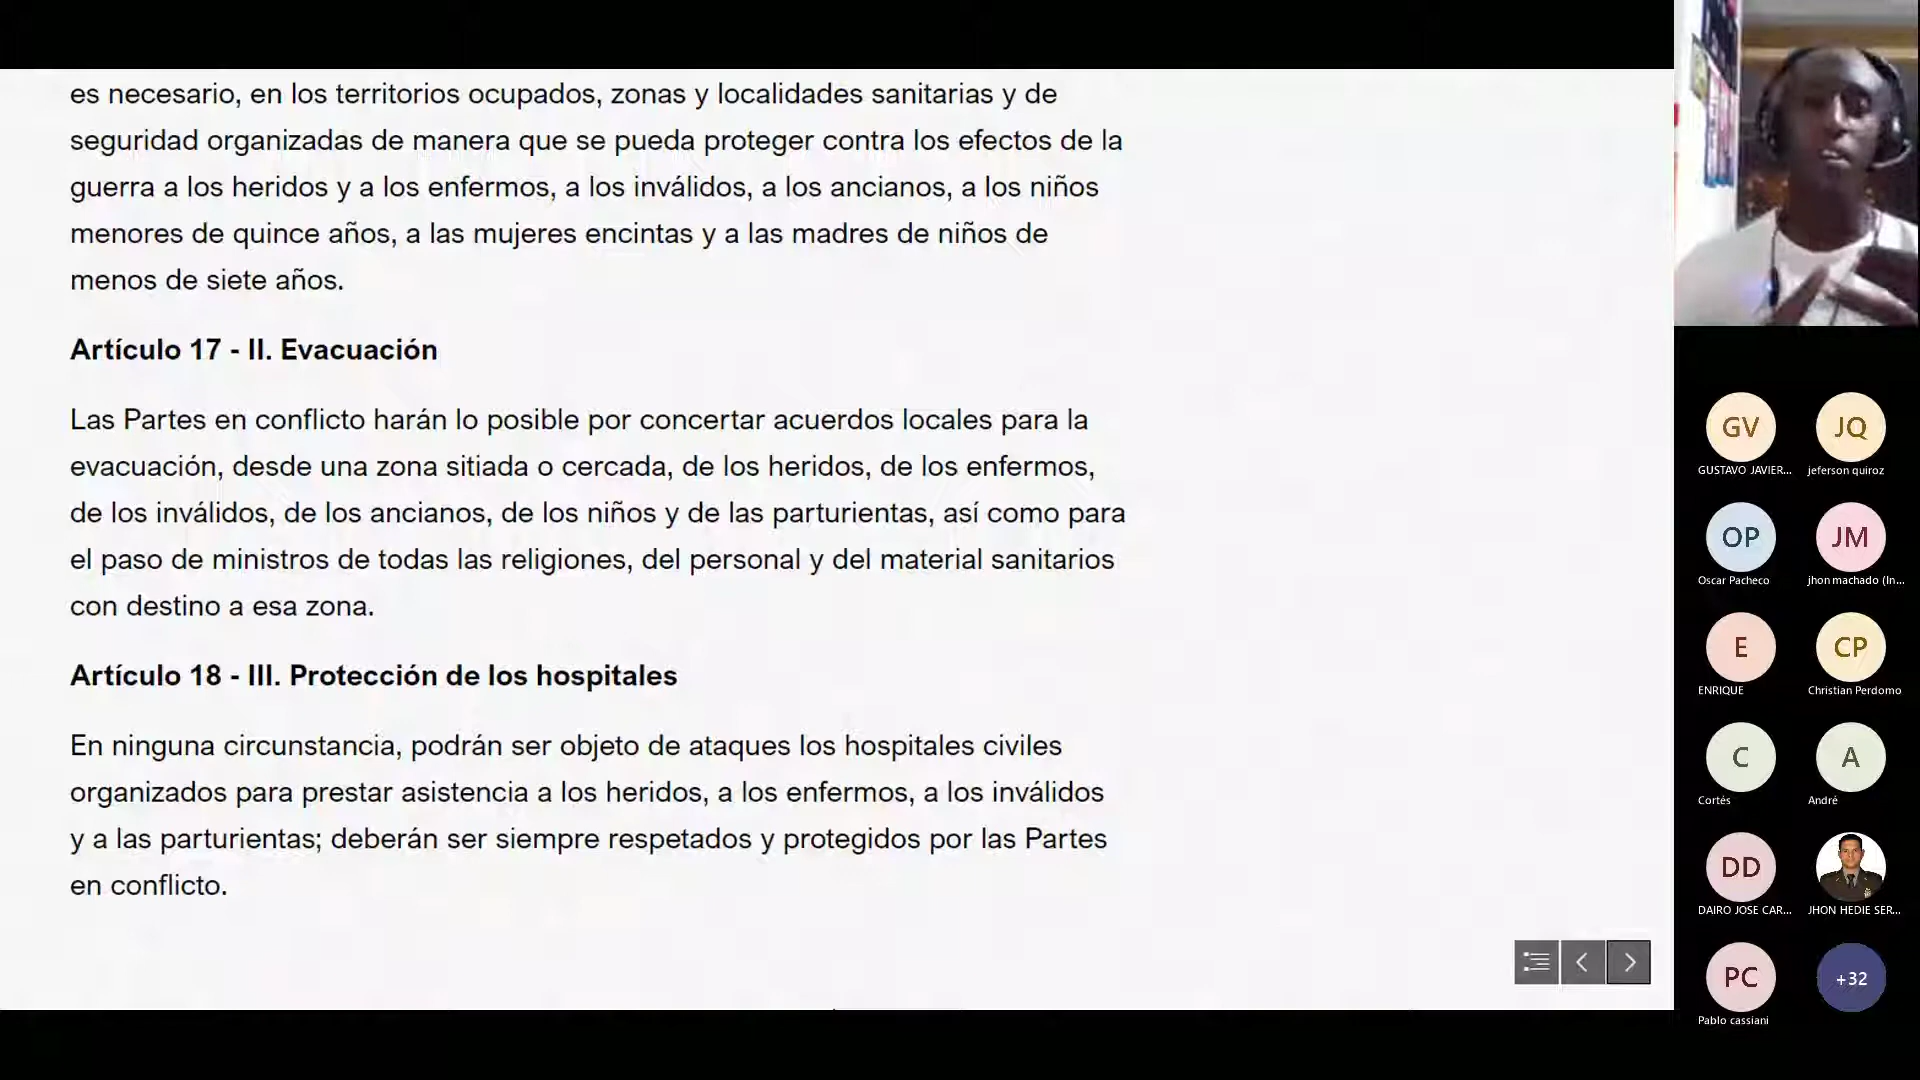 es necesario, en los territorios ocupados, zonas y localidades sanitarias y de
seguridad organizadas de manera que se pueda proteger contra los efectos de la
guerra a los heridos y a los enfermos, a los inválidos, a los ancianos, a los niños
menores de quince años, a las mujeres encintas y a las madres de niños de
menos de siete años.
Artículo 17 - II. Evacuación
Las Partes en conflicto harán lo posible por concertar acuerdos locales para la
evacuación, desde una zona sitiada o cercada, de los heridos, de los enfermos,
de los inválidos, de los ancianos, de los niños y de las parturientas, así como para
el paso de ministros de todas las religiones, del personal y del material sanitarios
con destino a esa zona.
Artículo 18 - III. Protección de los hospitales
En ninguna circunstancia, podrán ser objeto de ataques los hospitales civiles
organizados para prestar asistencia a los heridos, a los enfermos, a los inválidos
y a las parturientas; deberán ser siempre respetados y protegidos por las Partes
en conflicto.
GV
GUSTAVO JAVIER...
JQ
jeferson quiroz
OP
Oscar Pacheco
JM
jhon machado (In...
E
ENRIQUE
CP
Christian Perdomo
C
Cortés
A
André
DD
DAIRO JOSE CAR...
JHON HEDIE SER...
PC
Pablo cassiani
+32